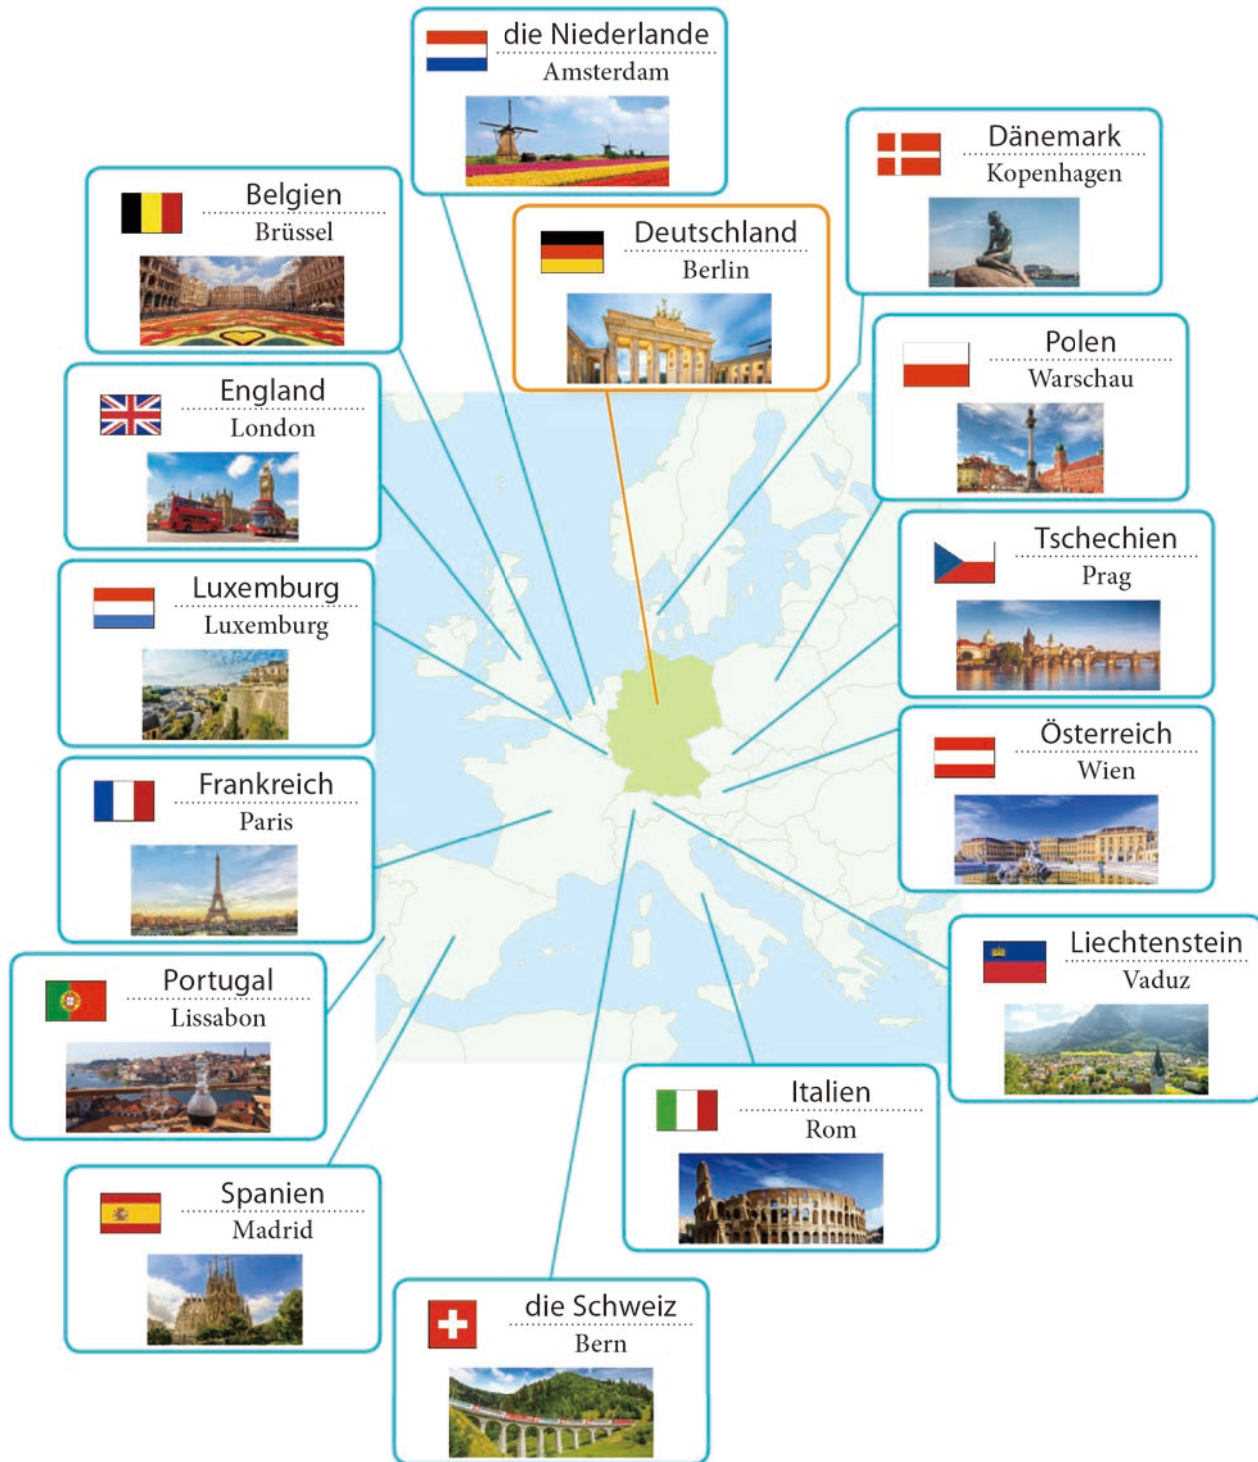 die Niederlande
Amsterdam
Dänemark
Kopenhagen
Belgien
Brüssel
Deutschland
Berlin
Polen
Warschau
England
London
Tschechien
Prag
Luxemburg
Luxemburg
Österreich
Wien
Frankreich
Paris
Liechtenstein
Vaduz
Portugal
Lissabon
Italien
Rom
Spanien
Madrid
die Schweiz
Bern